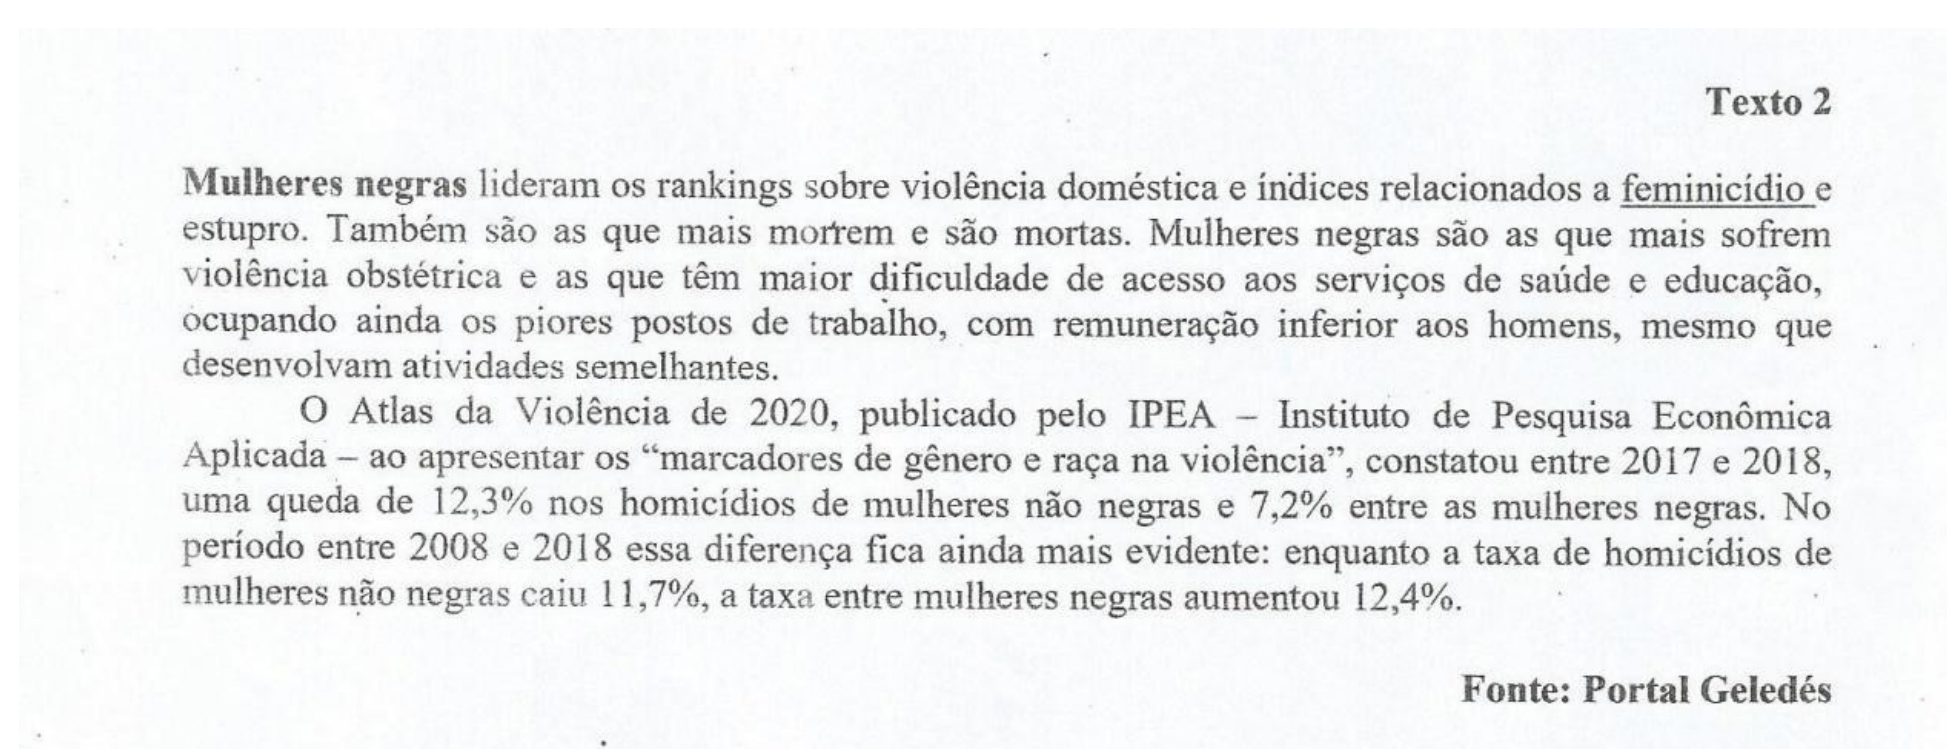 Texto 2
Mulheres negras lideram os rankings sobre violência doméstica e índices relacionados a feminicídio e
estupro. Também são as que mais morrem e são mortas. Mulheres negras são as que mais sofrem
violência obstétrica e as que têm maior dificuldade de acesso aos serviços de saúde e educação,
ocupando ainda os piores postos de trabalho, com remuneração inferior aos homens, mesmo que
desenvolvam atividades semelhantes.
O Atlas da Violência de 2020, publicado pelo IPEA – Instituto de Pesquisa Econômica
Aplicada – ao apresentar os “marcadores de gênero e raça na violência”, constatou entre 2017 e 2018,
uma queda de 12,3% nos homicídios de mulheres não negras e 7,2% entre as mulheres negras. No
período entre 2008 e 2018 essa diferença fica ainda mais evidente: enquanto a taxa de homicídios de
mulheres não negras caiu 11,7%, a taxa entre mulheres negras aumentou 12,4%.
Fonte: Portal Geledés